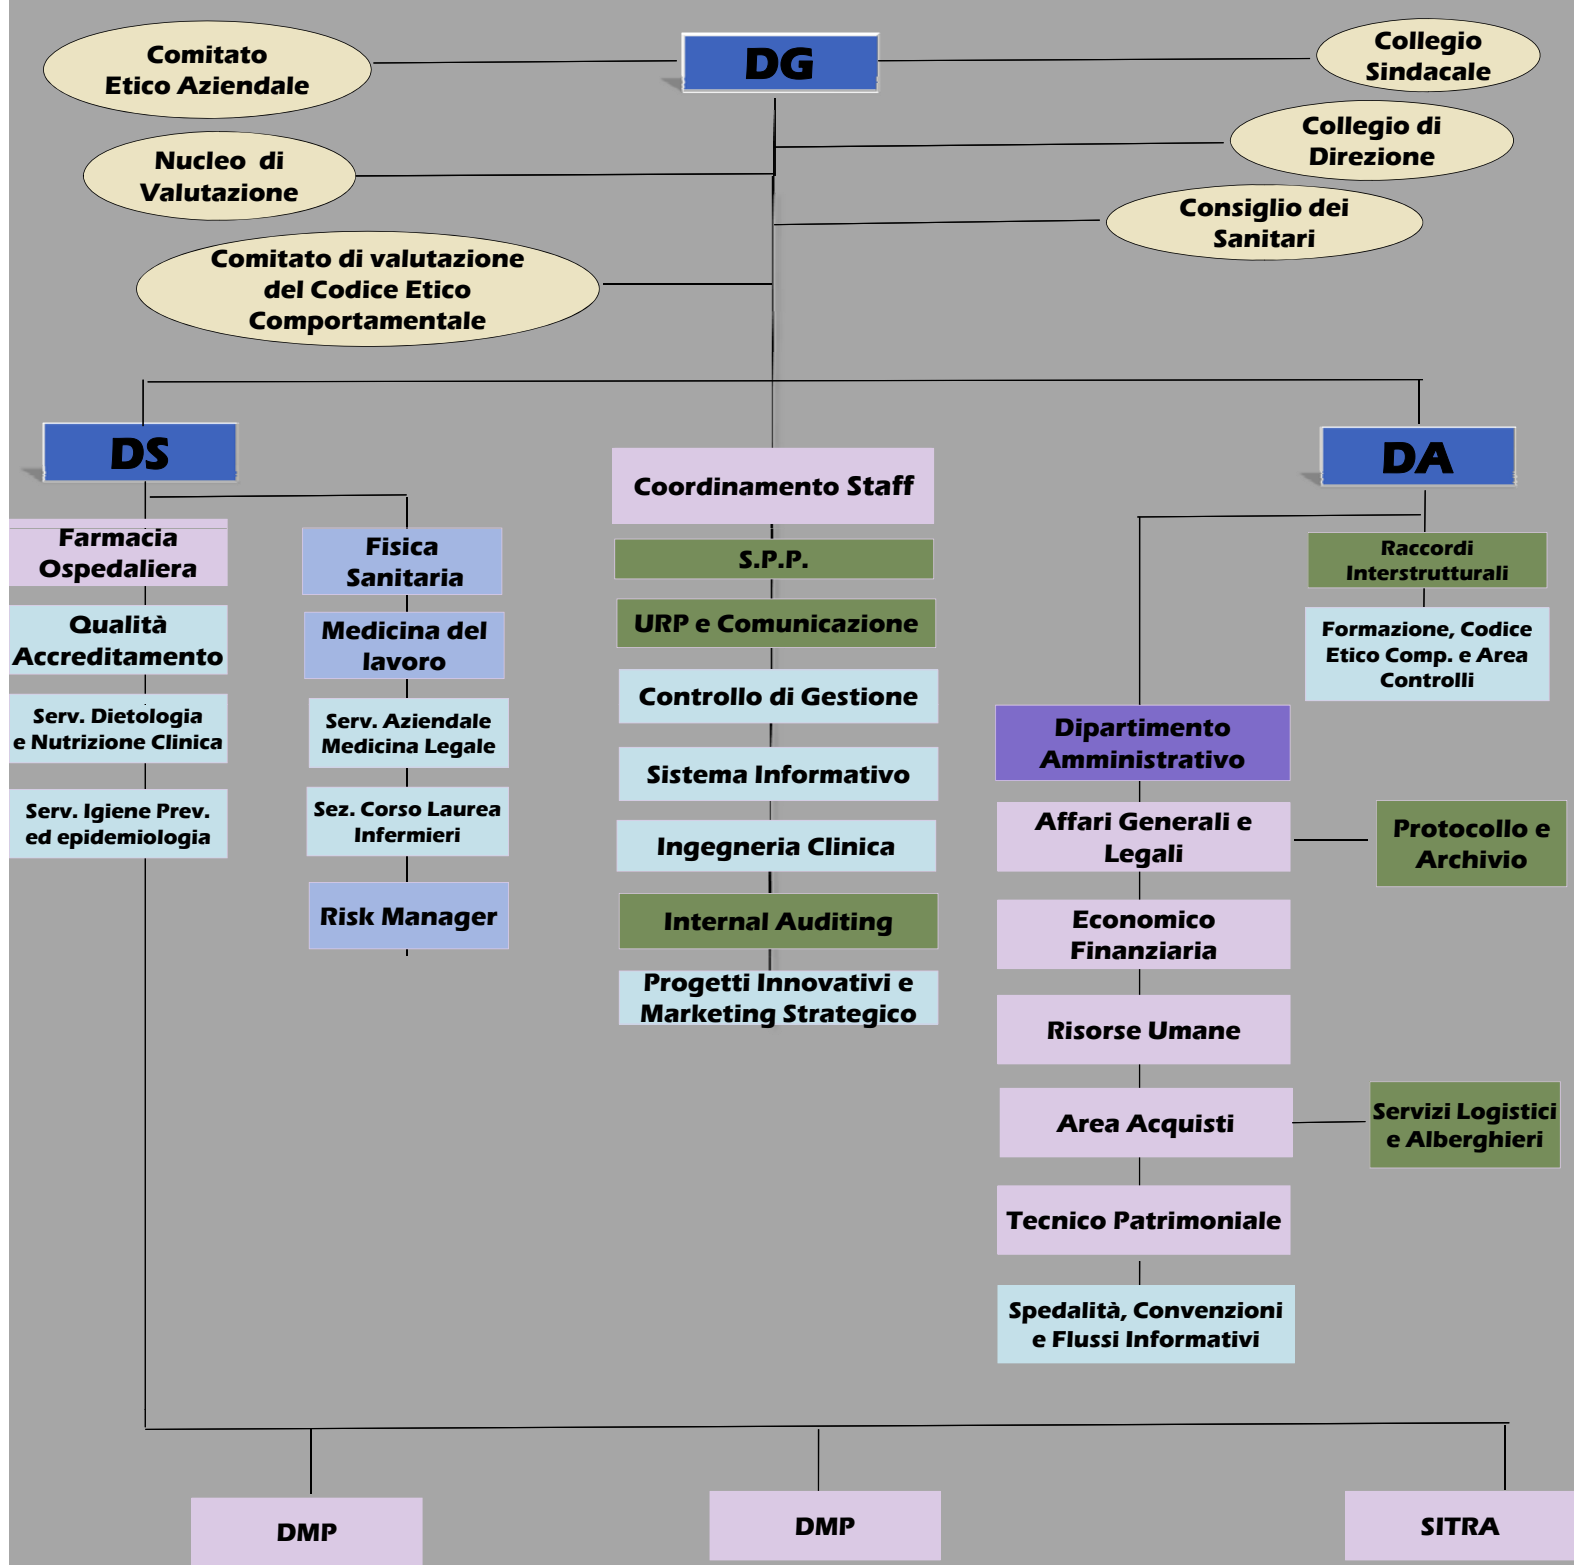 DG
Comitato
Etico Aziendale
Collegio
Sindacale
Nucleo di
Valutazione
Collegio di
Direzione
Consiglio dei
Sanitari
Comitato di valutazione
del Codice Etico
Comportamentale
DS
Farmacia
Ospedaliera
Qualità
Accreditamento
Serv. Dietologia
e Nutrizione Clinica
Serv. Igiene Prev.
ed epidemiologia
Fisica
Sanitaria
Medicina del
lavoro
Serv. Aziendale
Medicina Legale
Sez. Corso Laurea
Infermieri
Risk Manager
Coordinamento Staff
S.P.P.
URP e Comunicazione
Controllo di Gestione
Sistema Informativo
Ingegneria Clinica
Internal Auditing
Progetti Innovativi e
Marketing Strategico
DA
Raccordi
Interstrutturali
Formazione, Codice
Etico Comp. e Area
Controlli
Dipartimento
Amministrativo
Affari Generali e
Legali
Protocollo e
Archivio
Economico
Finanziaria
Risorse Umane
Area Acquisti
Servizi Logistici
e Alberghieri
Tecnico Patrimoniale
Spedalità, Convenzioni
e Flussi Informativi
DMP
DMP
SITRA